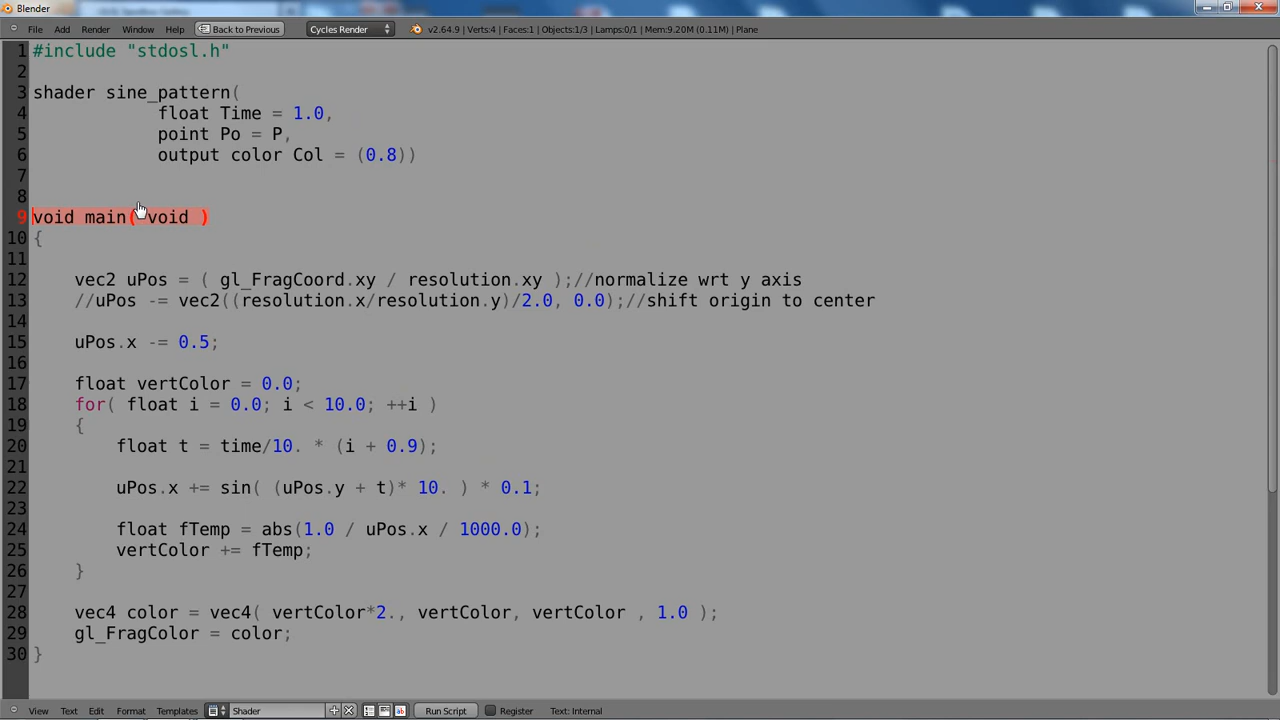 Blender
File Add Render Window Help Back to Previous Cycles Render v2.64.9 | Verts:4 | Faces:1 | Objects:1/3 | Lamps:0/1 | Mem:9.20M (0.11M) | Plane
1 #include "stdosl.h"
2
3 shader sine_pattern(
4 float Time = 1.0,
5 point Po = P,
6 output color Col = (0.8))
7
8
9 void main( void )
10 {
11
12 vec2 uPos = ( gl_FragCoord.xy / resolution.xy );//normalize wrt y axis
13 //uPos -= vec2((resolution.x/resolution.y)/2.0, 0.0);//shift origin to center
14
15 uPos.x -= 0.5;
16
17 float vertColor = 0.0;
18 for( float i = 0.0; i < 10.0; ++i )
19 {
20 float t = time/10. * (i + 0.9);
21
22 uPos.x += sin( (uPos.y + t)* 10. ) * 0.1;
23
24 float fTemp = abs(1.0 / uPos.x / 1000.0);
25 vertColor += fTemp;
26 }
27
28 vec4 color = vec4( vertColor*2., vertColor, vertColor , 1.0 );
29 gl_FragColor = color;
30 }
View Text Edit Format Templates Shader Run Script Register Text: Internal